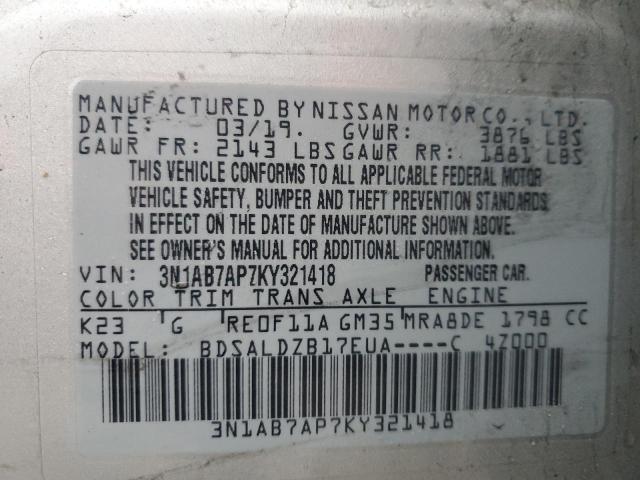 MANUFACTURED BY NISSAN MOTOR CO., LTD.
DATE: 03/19. GVWR: 3876 LBS
GAWR FR: 2143 LBS GAWR RR: 1881 LBS
THIS VEHICLE CONFORMS TO ALL APPLICABLE FEDERAL MOTOR
VEHICLE SAFETY, BUMPER AND THEFT PREVENTION STANDARDS
IN EFFECT ON THE DATE OF MANUFACTURE SHOWN ABOVE.
SEE OWNER'S MANUAL FOR ADDITIONAL INFORMATION.
VIN: 3N1AB7AP7KY321418 PASSENGER CAR.
COLOR TRIM TRANS AXLE ENGINE
K23 G RE0F11A GM35 MRA8DE 1798 CC
MODEL: BDSALDZB17EUA----C 4Z000
3N1AB7AP7KY321418